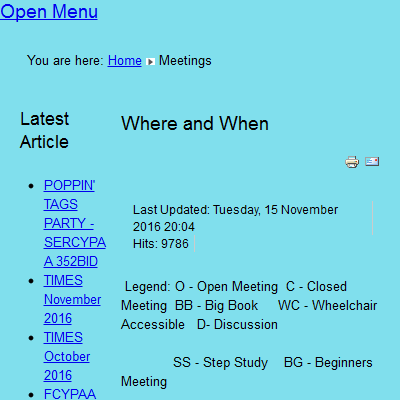 Open Menu
You are here: Home Meetings
Latest
Article
POPPIN'
TAGS
PARTY -
SERCYPA
A 352BID
TIMES
November
2016
TIMES
October
2016
FCYPAA
Where and When
Last Updated: Tuesday, 15 November
2016 20:04
Hits: 9786
Legend: O - Open Meeting C - Closed
Meeting BB - Big Book WC - Wheelchair
Accessible D- Discussion
SS - Step Study BG - Beginners
Meeting